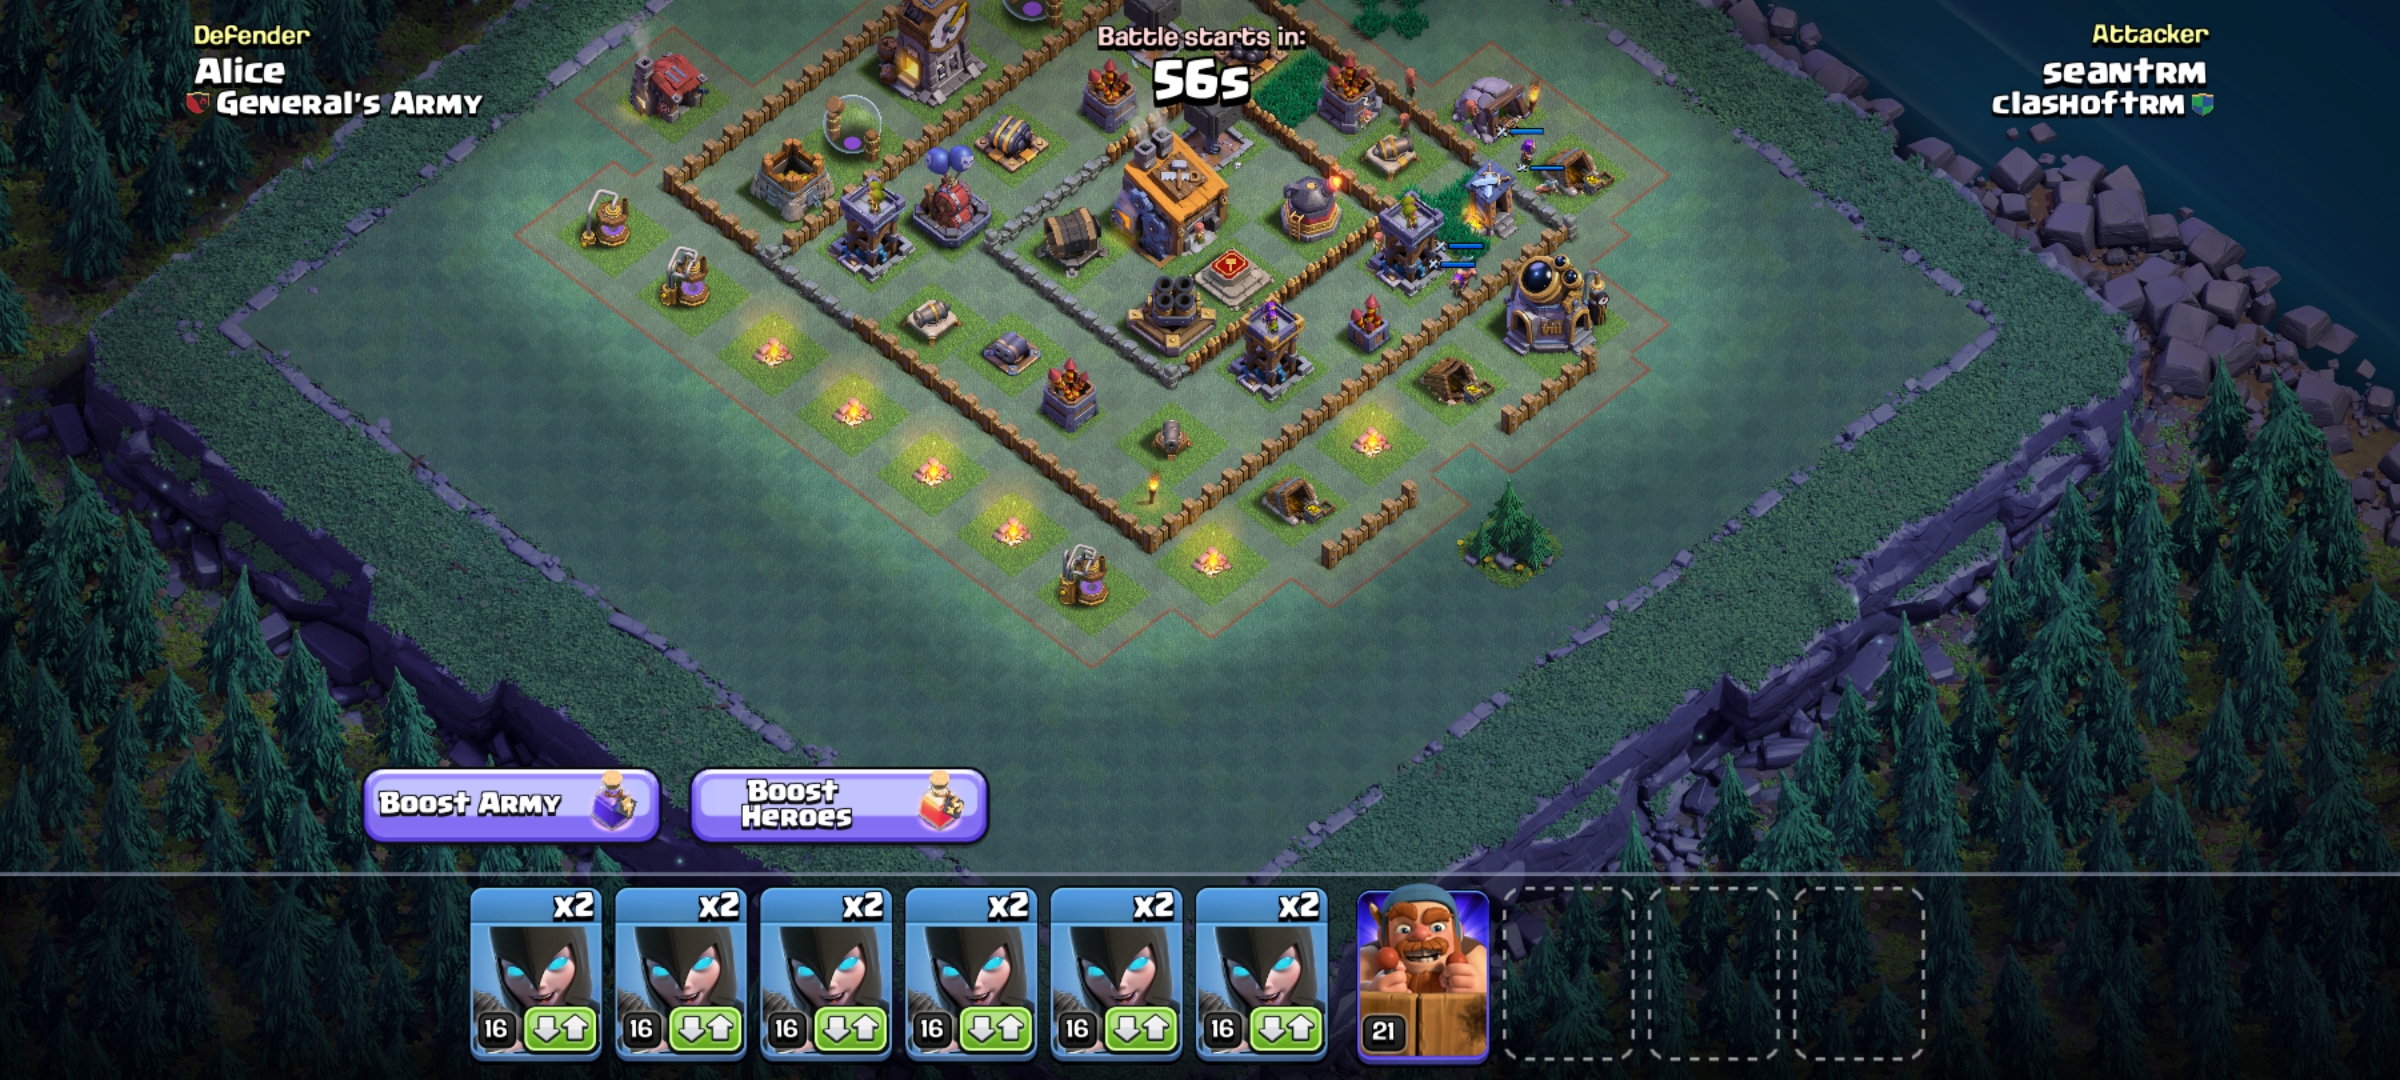 Defender
Alice
General's Army
Battle starts in:
56s
Attacker
seantRM
clashoftRM
Boost Army
Boost
Heroes
x2
x2
x2
x2
x2
x2
16
16
16
16
16
16
21